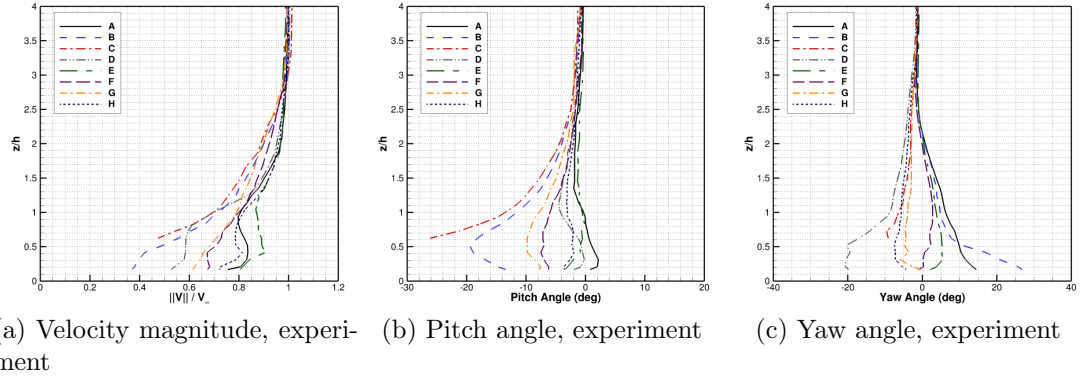 4
3.5
3
2.5
2
1.5
1
0.5
0
z/h
A
B
C
D
E
F
G
H
0 0.2 0.4 0.6 0.8 1 1.2
||V|| / V∞
4
3.5
3
2.5
2
1.5
1
0.5
0
z/h
A
B
C
D
E
F
G
H
-30 -20 -10 0 10 20
Pitch Angle (deg)
4
3.5
3
2.5
2
1.5
1
0.5
0
z/h
A
B
C
D
E
F
G
H
-40 -20 0 20 40
Yaw Angle (deg)
(a) Velocity magnitude, experi-
ment
(b) Pitch angle, experiment
(c) Yaw angle, experiment